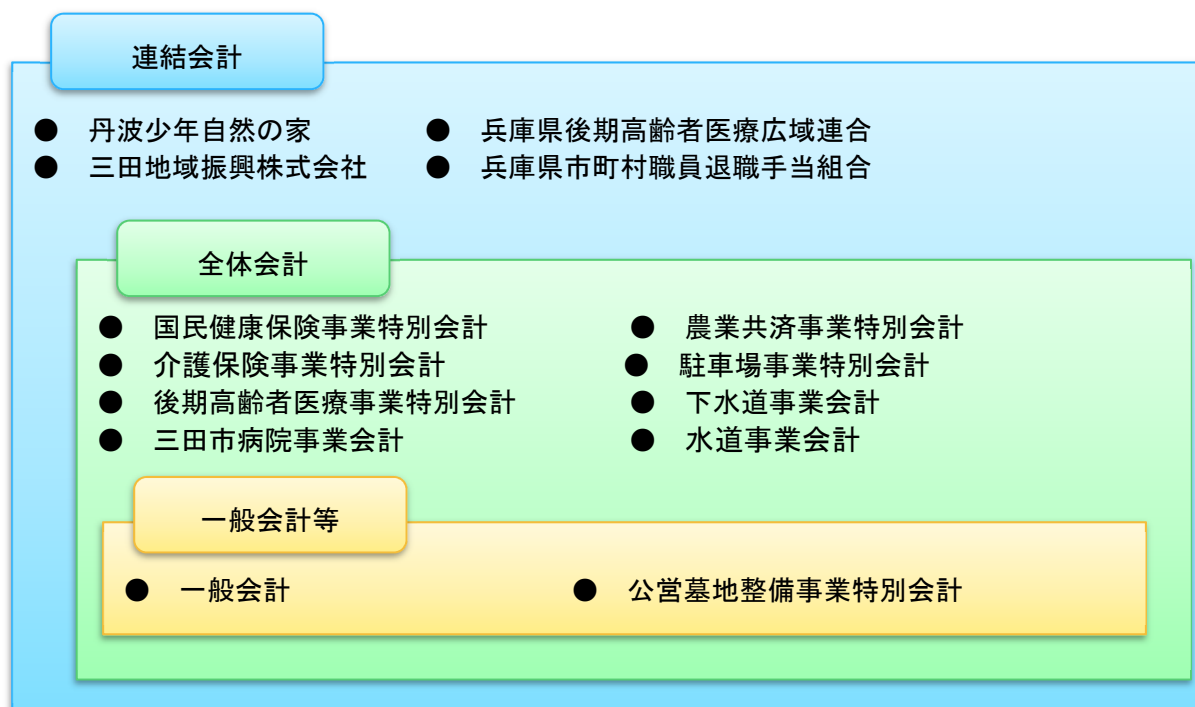 連結会計
● 丹波少年自然の家 ● 兵庫県後期高齢者医療広域連合
● 三田地域振興株式会社 ● 兵庫県市町村職員退職手当組合
全体会計
● 国民健康保険事業特別会計 ● 農業共済事業特別会計
● 介護保険事業特別会計 ● 駐車場事業特別会計
● 後期高齢者医療事業特別会計 ● 下水道事業会計
● 三田市病院事業会計 ● 水道事業会計
一般会計等
● 一般会計 ● 公営墓地整備事業特別会計